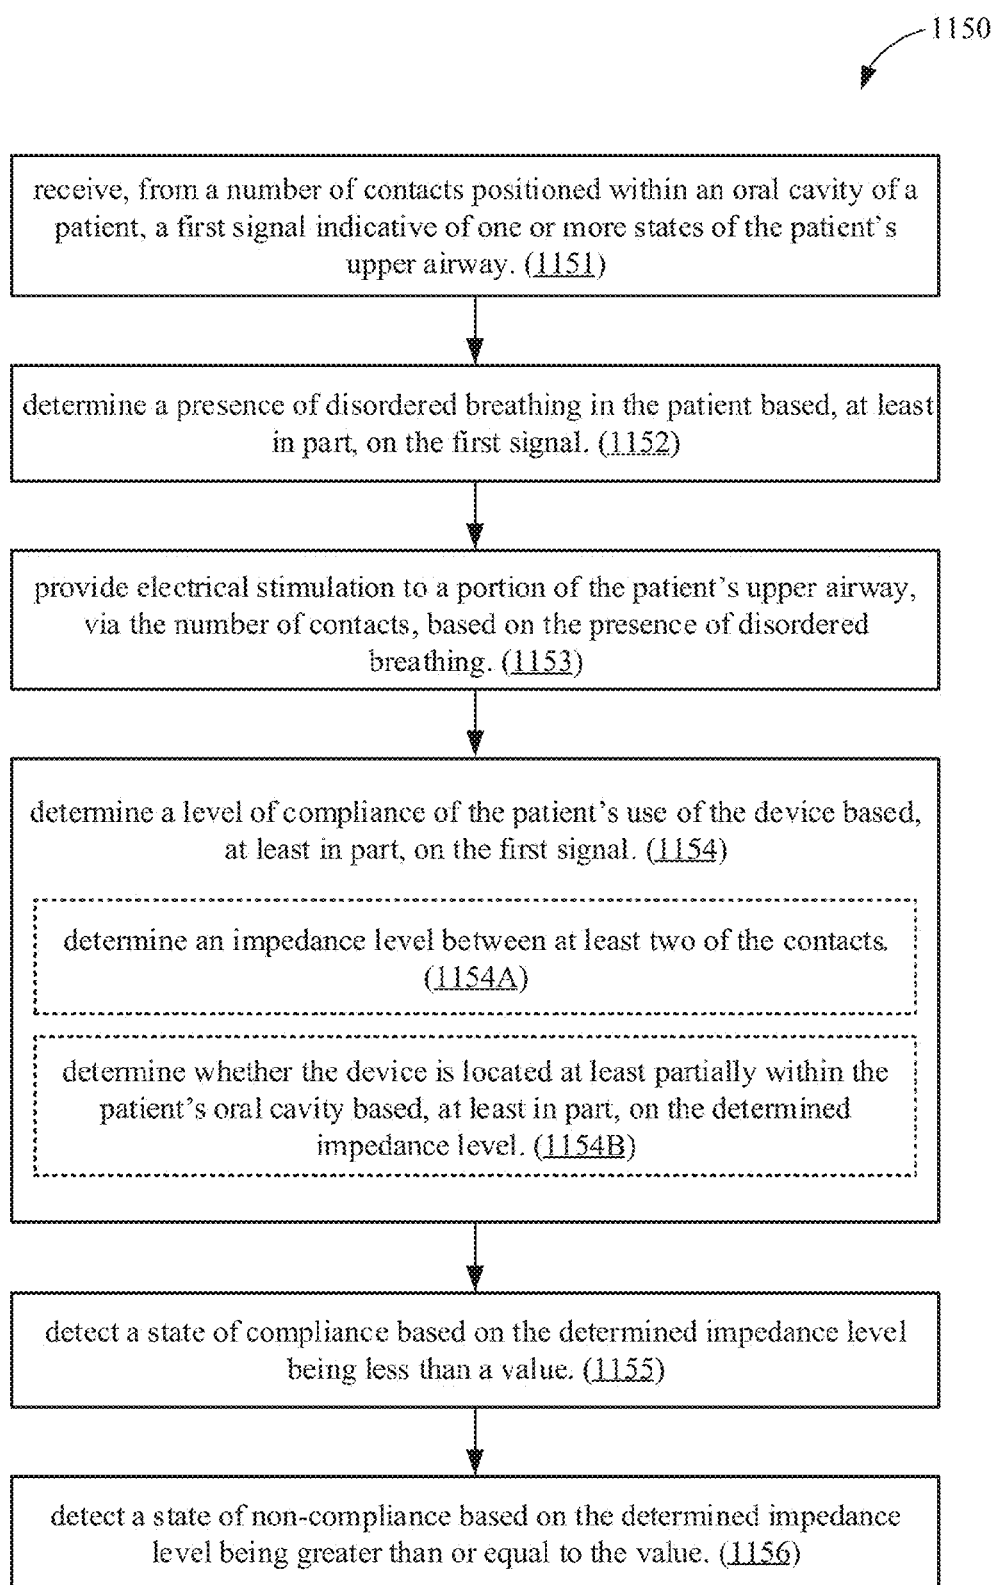 1150
receive, from a number of contacts positioned within an oral cavity of a
patient, a first signal indicative of one or more states of the patient's
upper airway. (1151)
determine a presence of disordered breathing in the patient based, at least
in part, on the first signal. (1152)
provide electrical stimulation to a portion of the patient's upper airway,
via the number of contacts, based on the presence of disordered
breathing. (1153)
determine a level of compliance of the patient's use of the device based,
at least in part, on the first signal. (1154)
determine an impedance level between at least two of the contacts.
(1154A)
determine whether the device is located at least partially within the
patient's oral cavity based, at least in part, on the determined
impedance level. (1154B)
detect a state of compliance based on the determined impedance level
being less than a value. (1155)
detect a state of non-compliance based on the determined impedance
level being greater than or equal to the value. (1156)